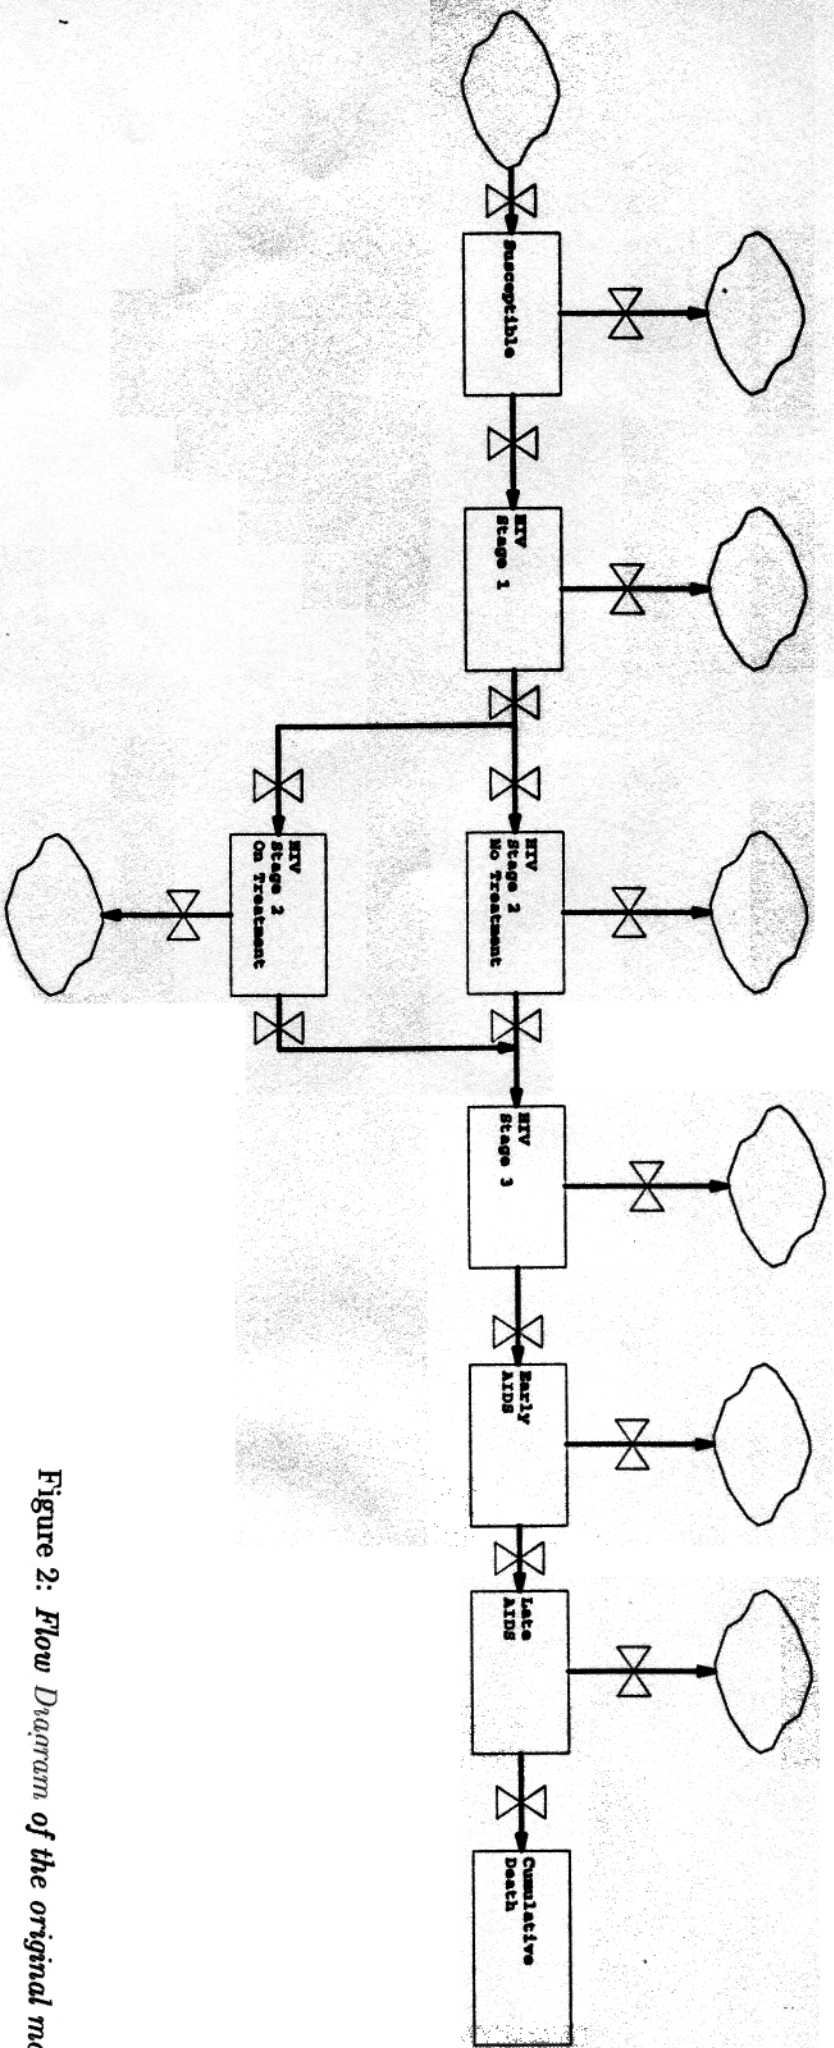 Susceptible
HIV
Stage 1
HIV
Stage 2
No Treatment
HIV
Stage 2
On Treatment
HIV
Stage 3
Early
AIDS
Late
AIDS
Cumulative
Death
Figure 2: Flow Diagram of the original